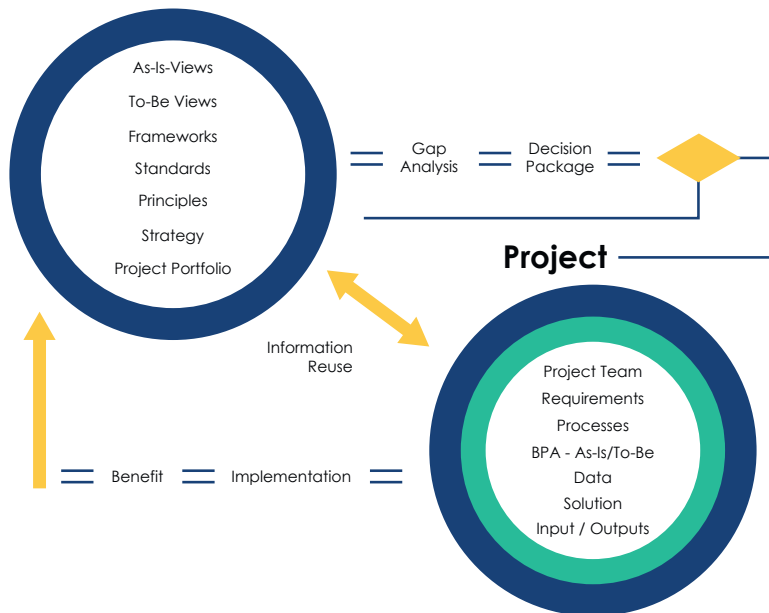 As-Is-Views
To-Be Views
Frameworks
Standards
Principles
Strategy
Project Portfolio
Gap
Analysis
Decision
Package
Project
Information
Reuse
Project Team
Requirements
Processes
BPA - As-Is/To-Be
Data
Solution
Input / Outputs
Benefit
Implementation